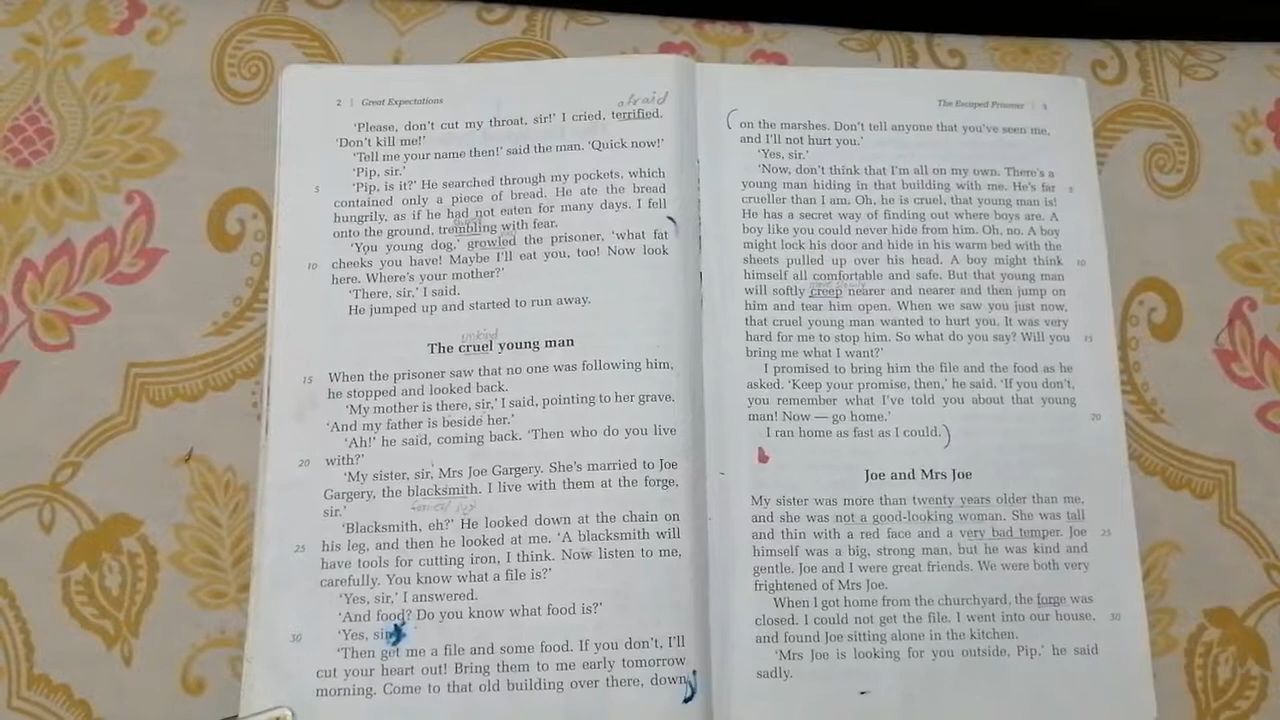 2 | Great Expectations
afraid
'Please, don't cut my throat, sir!' I cried, terrified.
'Don't kill me!'
'Tell me your name then!' said the man. 'Quick now!'
'Pip, sir.'
5 'Pip, is it?' He searched through my pockets, which
contained only a piece of bread. He ate the bread
hungrily, as if he had not eaten for many days. I fell
onto the ground, trembling with fear.
'You young dog,' growled the prisoner, 'what fat
10 cheeks you have! Maybe I'll eat you, too! Now look
here. Where's your mother?'
'There, sir,' I said.
He jumped up and started to run away.
unkind
The cruel young man
15 When the prisoner saw that no one was following him,
he stopped and looked back.
'My mother is there, sir,' I said, pointing to her grave.
'And my father is beside her.'
'Ah!' he said, coming back. 'Then who do you live
20 with?'
'My sister, sir, Mrs Joe Gargery. She's married to Joe
Gargery, the blacksmith. I live with them at the forge,
sir.'
'Blacksmith, eh?' He looked down at the chain on
25 his leg, and then he looked at me. 'A blacksmith will
have tools for cutting iron, I think. Now listen to me,
carefully. You know what a file is?'
'Yes, sir,' I answered.
'And food? Do you know what food is?'
30 'Yes, sir
'Then get me a file and some food. If you don't, I'll
cut your heart out! Bring them to me early tomorrow
morning. Come to that old building over there, down
The Escaped Prisoner | 3
on the marshes. Don't tell anyone that you've seen me,
and I'll not hurt you.'
'Yes, sir.'
'Now, don't think that I'm all on my own. There's a
young man hiding in that building with me. He's far 5
crueller than I am. Oh, he is cruel, that young man is!
He has a secret way of finding out where boys are. A
boy like you could never hide from him. Oh, no. A boy
might lock his door and hide in his warm bed with the
sheets pulled up over his head. A boy might think 10
himself all comfortable and safe. But that young man
will softly creep nearer and nearer and then jump on
him and tear him open. When we saw you just now,
that cruel young man wanted to hurt you. It was very
hard for me to stop him. So what do you say? Will you 15
bring me what I want?'
I promised to bring him the file and the food as he
asked. 'Keep your promise, then,' he said. 'If you don't,
you remember what I've told you about that young
man! Now — go home.' 20
I ran home as fast as I could.
Joe and Mrs Joe
My sister was more than twenty years older than me,
and she was not a good-looking woman. She was tall
and thin with a red face and a very bad temper. Joe 25
himself was a big, strong man, but he was kind and
gentle. Joe and I were great friends. We were both very
frightened of Mrs Joe.
When I got home from the churchyard, the forge was
closed. I could not get the file. I went into our house, 30
and found Joe sitting alone in the kitchen.
'Mrs Joe is looking for you outside, Pip,' he said
sadly.